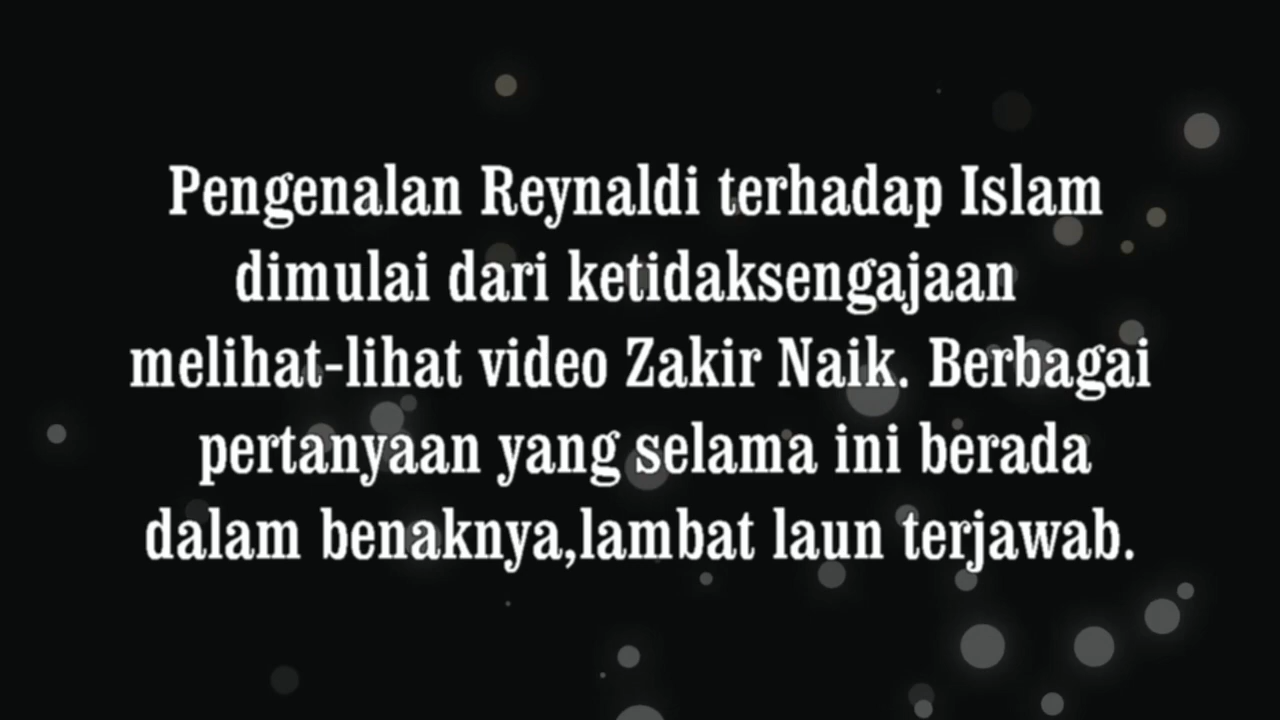 Pengenalan Reynaldi terhadap Islam
dimulai dari ketidaksengajaan
melihat-lihat video Zakir Naik. Berbagai
pertanyaan yang selama ini berada
dalam benaknya,lambat laun terjawab.